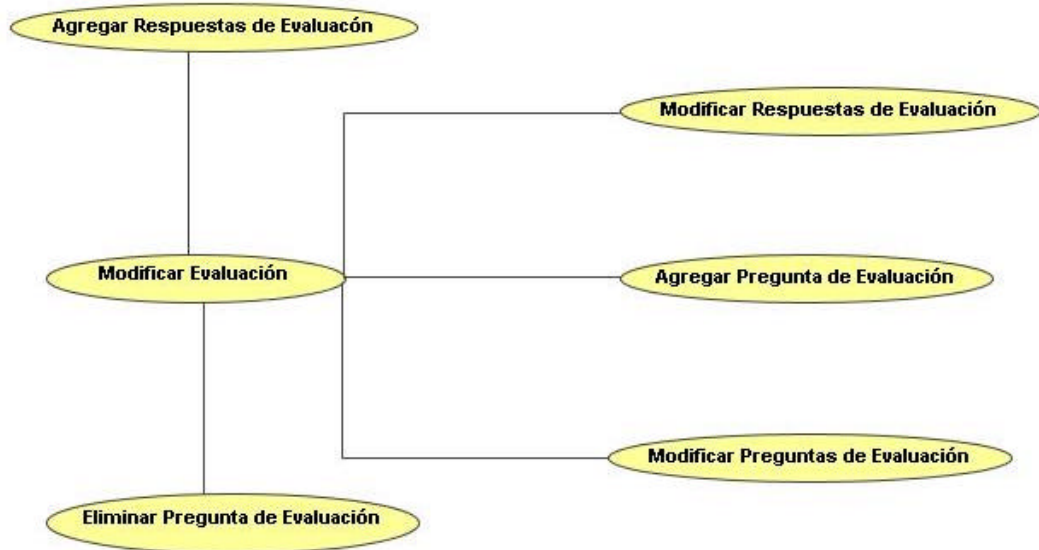 Agregar Respuestas de Evaluacón
Modificar Respuestas de Evaluación
Modificar Evaluación
Agregar Pregunta de Evaluación
Modificar Preguntas de Evaluación
Eliminar Pregunta de Evaluación